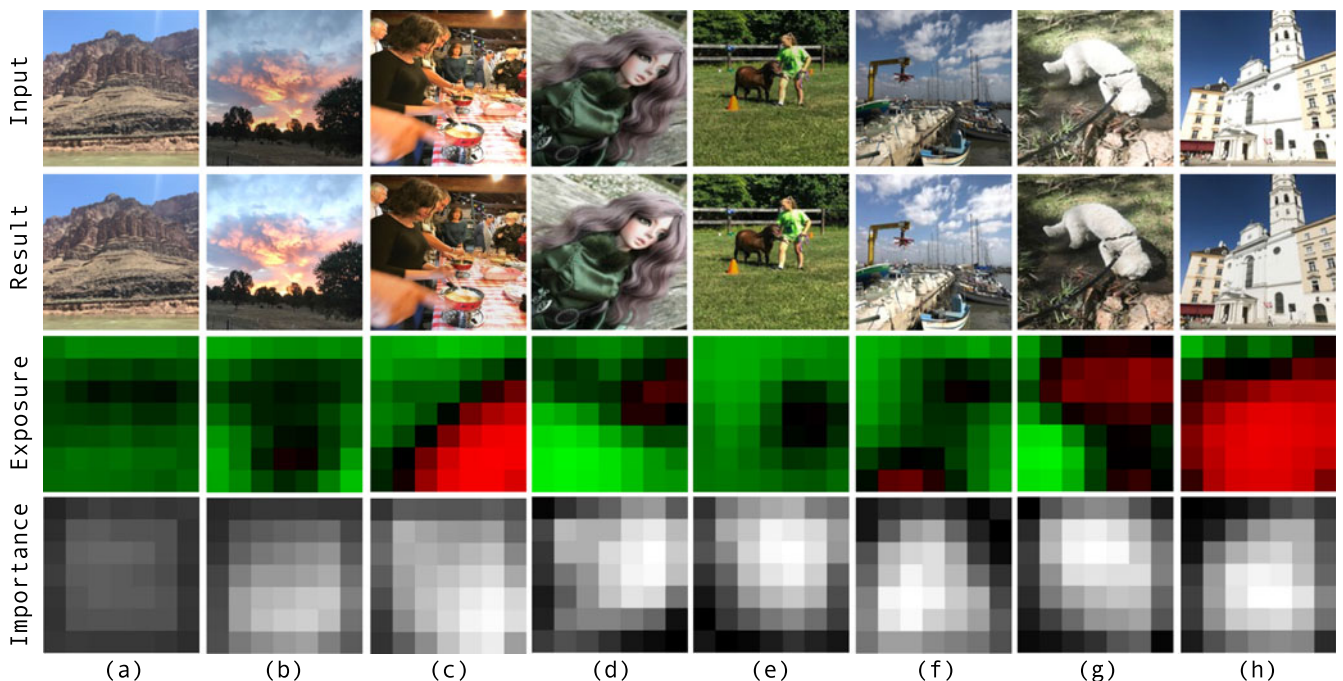 Input
Result
Exposure
Importance
(a) (b) (c) (d) (e) (f) (g) (h)